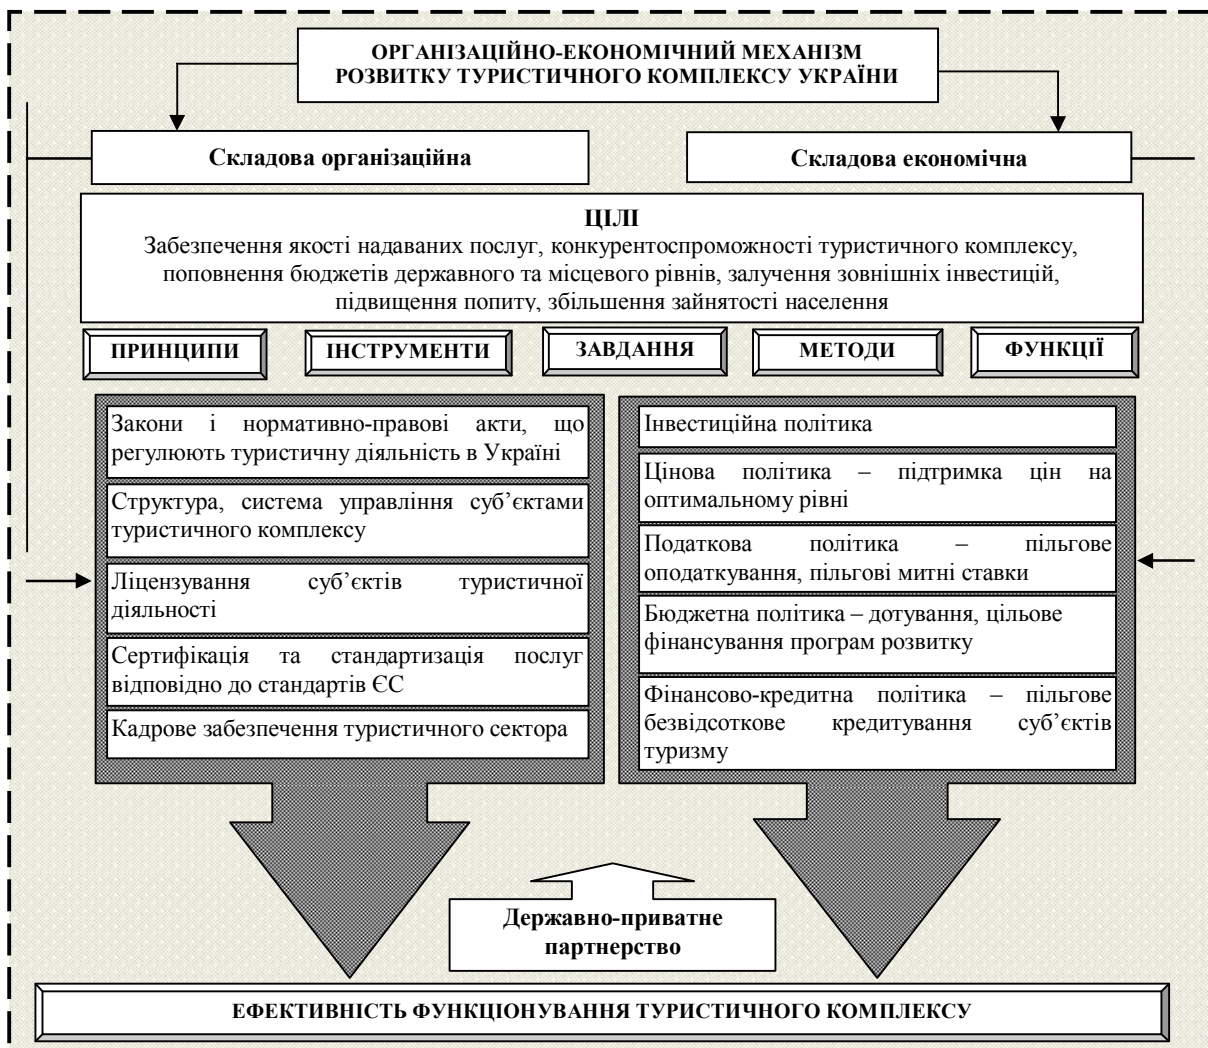 ОРГАНІЗАЦІЙНО-ЕКОНОМІЧНИЙ МЕХАНІЗМ
РОЗВИТКУ ТУРИСТИЧНОГО КОМПЛЕКСУ УКРАЇНИ
Складова організаційна
Складова економічна
ЦІЛІ
Забезпечення якості надаваних послуг, конкурентоспроможності туристичного комплексу,
поповнення бюджетів державного та місцевого рівнів, залучення зовнішніх інвестицій,
підвищення попиту, збільшення зайнятості населення
ПРИНЦИПИ
ІНСТРУМЕНТИ
ЗАВДАННЯ
МЕТОДИ
ФУНКЦІЇ
Закони і нормативно-правові акти, що
регулюють туристичну діяльність в Україні
Структура, система управління суб’єктами
туристичного комплексу
Ліцензування суб’єктів туристичної
діяльності
Сертифікація та стандартизація послуг
відповідно до стандартів ЄС
Кадрове забезпечення туристичного сектора
Інвестиційна політика
Цінова політика – підтримка цін на
оптимальному рівні
Податкова політика – пільгове
оподаткування, пільгові митні ставки
Бюджетна політика – дотування, цільове
фінансування програм розвитку
Фінансово-кредитна політика – пільгове
безвідсоткове кредитування суб’єктів
туризму
Державно-приватне
партнерство
ЕФЕКТИВНІСТЬ ФУНКЦІОНУВАННЯ ТУРИСТИЧНОГО КОМПЛЕКСУ